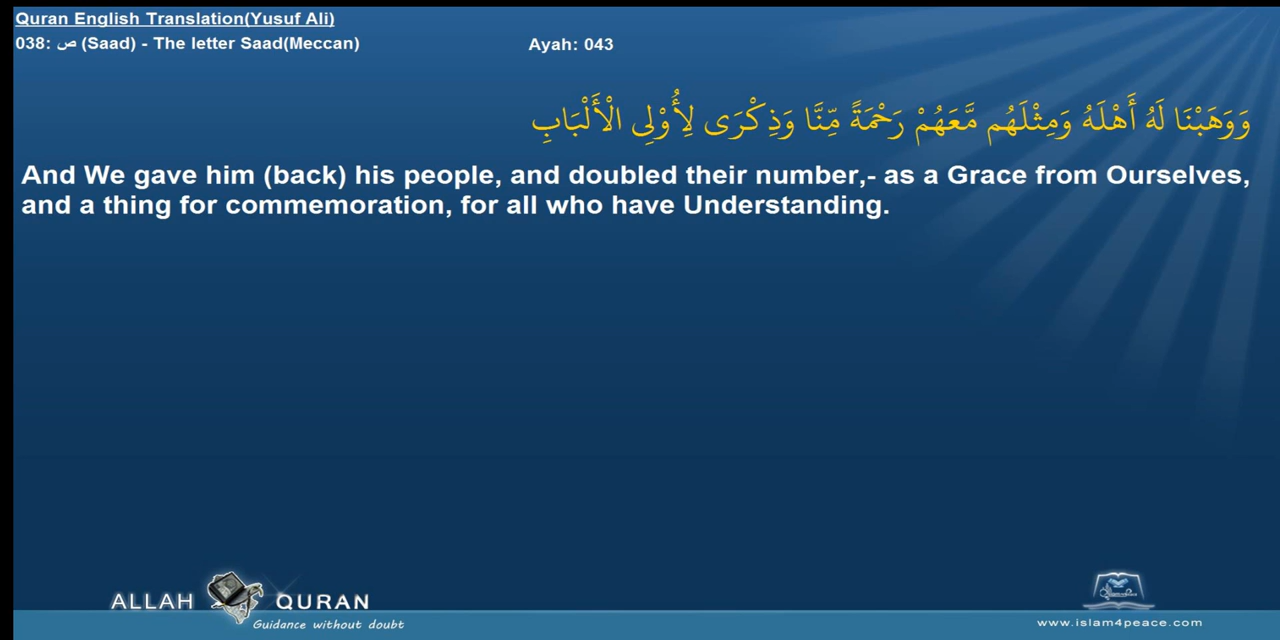 Quran English Translation(Yusuf Ali)
038: ص (Saad) - The letter Saad(Meccan)
Ayah: 043
وَوَهَبْنَا لَهُ أَهْلَهُ وَمِثْلَهُم مَّعَهُمْ رَحْمَةً مِّنَّا وَذِكْرَى لِأُوْلِي الْأَلْبَابِ
And We gave him (back) his people, and doubled their number,- as a Grace from Ourselves,
and a thing for commemoration, for all who have Understanding.
ALLAH QURAN
Guidance without doubt
www.islam4peace.com